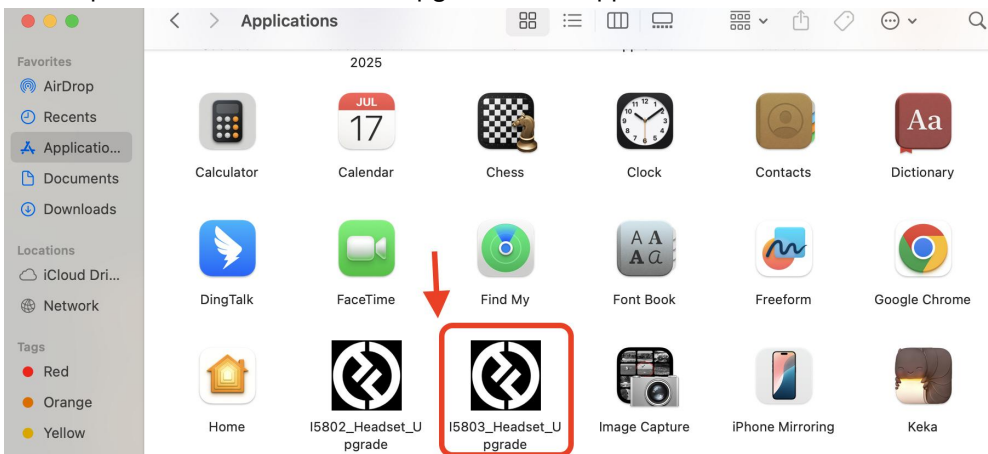 Applications
2025
Favorites
AirDrop
Recents
Applicatio...
Documents
Downloads
Locations
iCloud Dri...
Network
Tags
Red
Orange
Yellow
JUL
17
12
Aa
Calculator
Calendar
Chess
Clock
Contacts
Dictionary
A A
A a
DingTalk
FaceTime
Find My
Font Book
Freeform
Google Chrome
Home
I5802_Headset_U
pgrade
I5803_Headset_U
pgrade
Image Capture
iPhone Mirroring
Keka